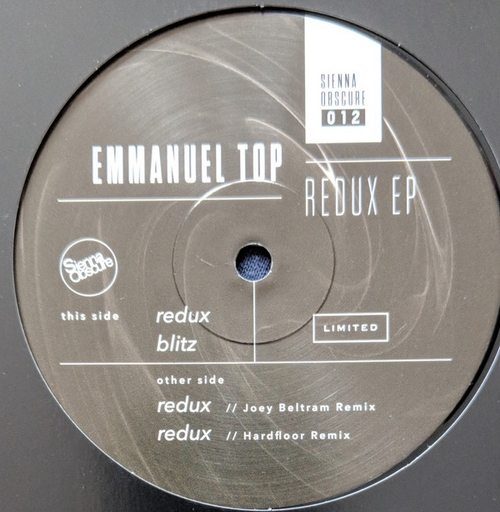 SIENNA
OBSCURE
012
EMMANUEL TOP
REDUX EP
Sienna
Obscure
this side
redux
blitz
LIMITED
other side
redux // Joey Beltram Remix
redux // Hardfloor Remix